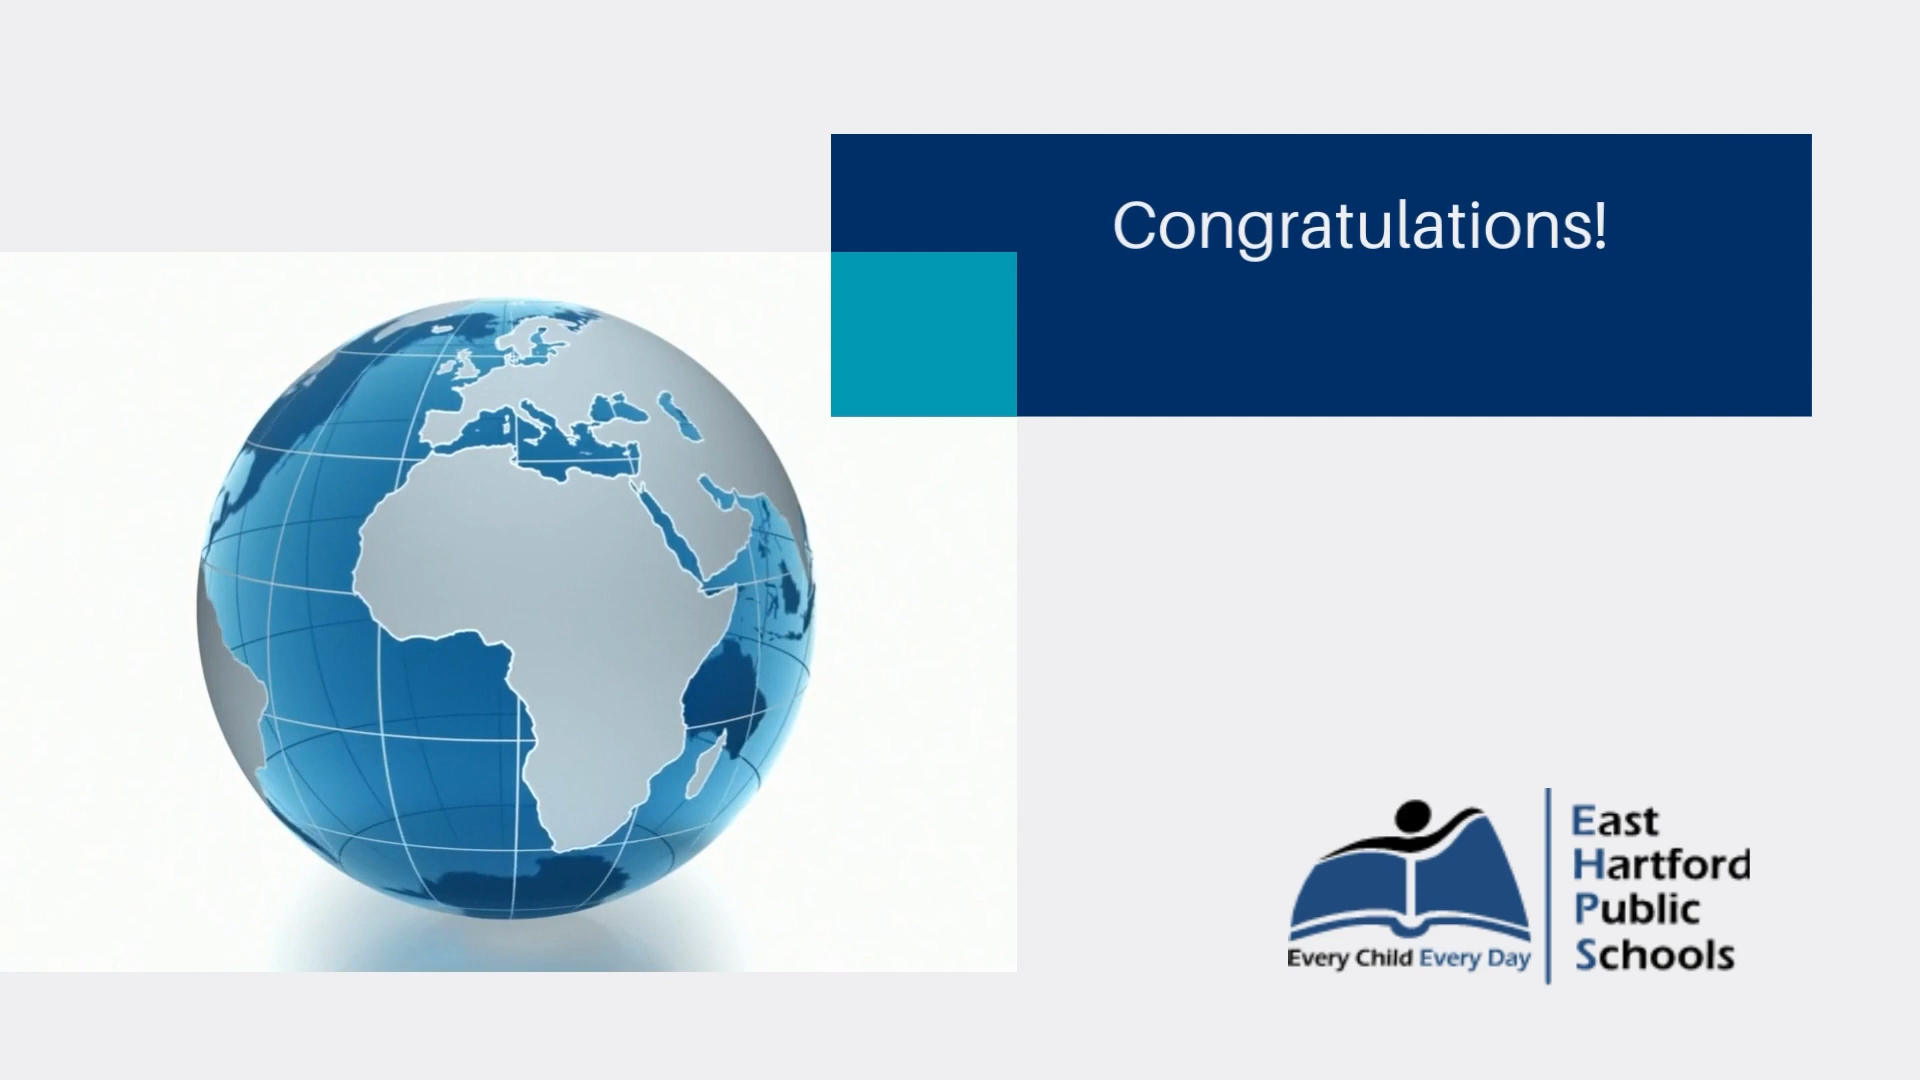 Congratulations!
East
Hartford
Public
Schools
Every Child Every Day